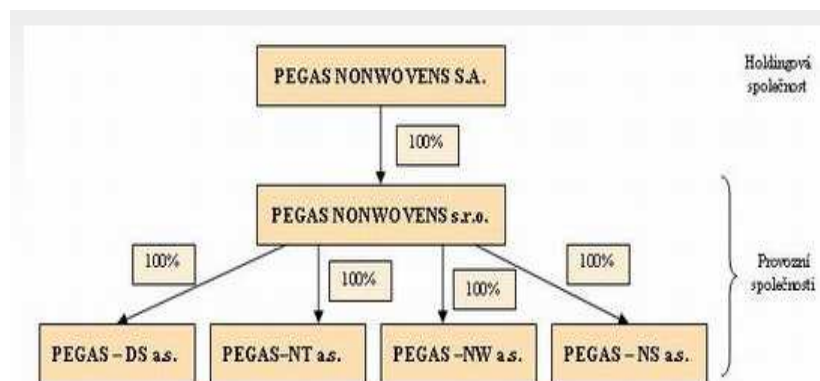 PEGAS NONWOVENS S.A.
Holdingová
společnost
100%
PEGAS NONWOVENS s.r.o.
100%
100%
100%
100%
Provozní
společnosti
PEGAS – DS a.s.
PEGAS–NT a.s.
PEGAS –NW a.s.
PEGAS – NS a.s.